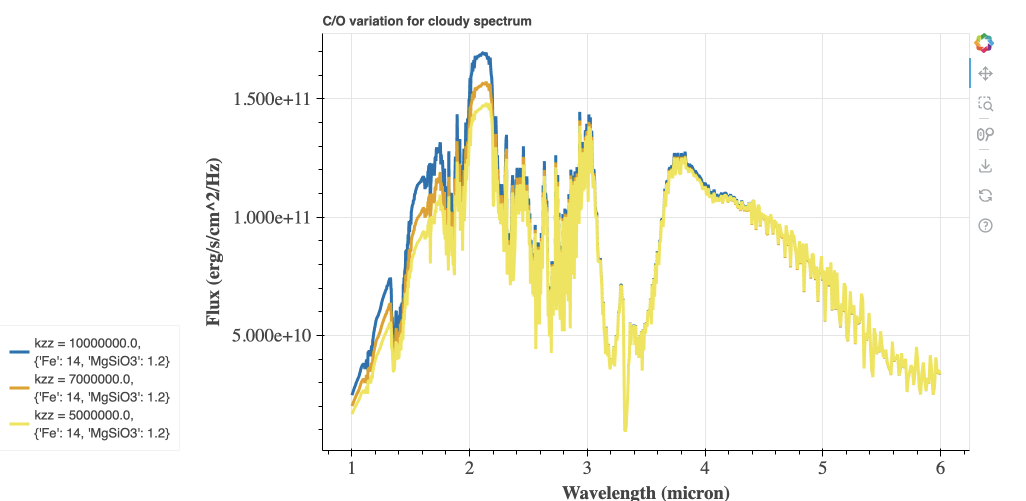 C/O variation for cloudy spectrum
Flux (erg/s/cm^2/Hz)
1.500e+11
1.000e+11
5.000e+10
1 2 3 4 5 6
Wavelength (micron)
kzz = 10000000.0,
{'Fe': 14, 'MgSiO3': 1.2}
kzz = 7000000.0,
{'Fe': 14, 'MgSiO3': 1.2}
kzz = 5000000.0,
{'Fe': 14, 'MgSiO3': 1.2}